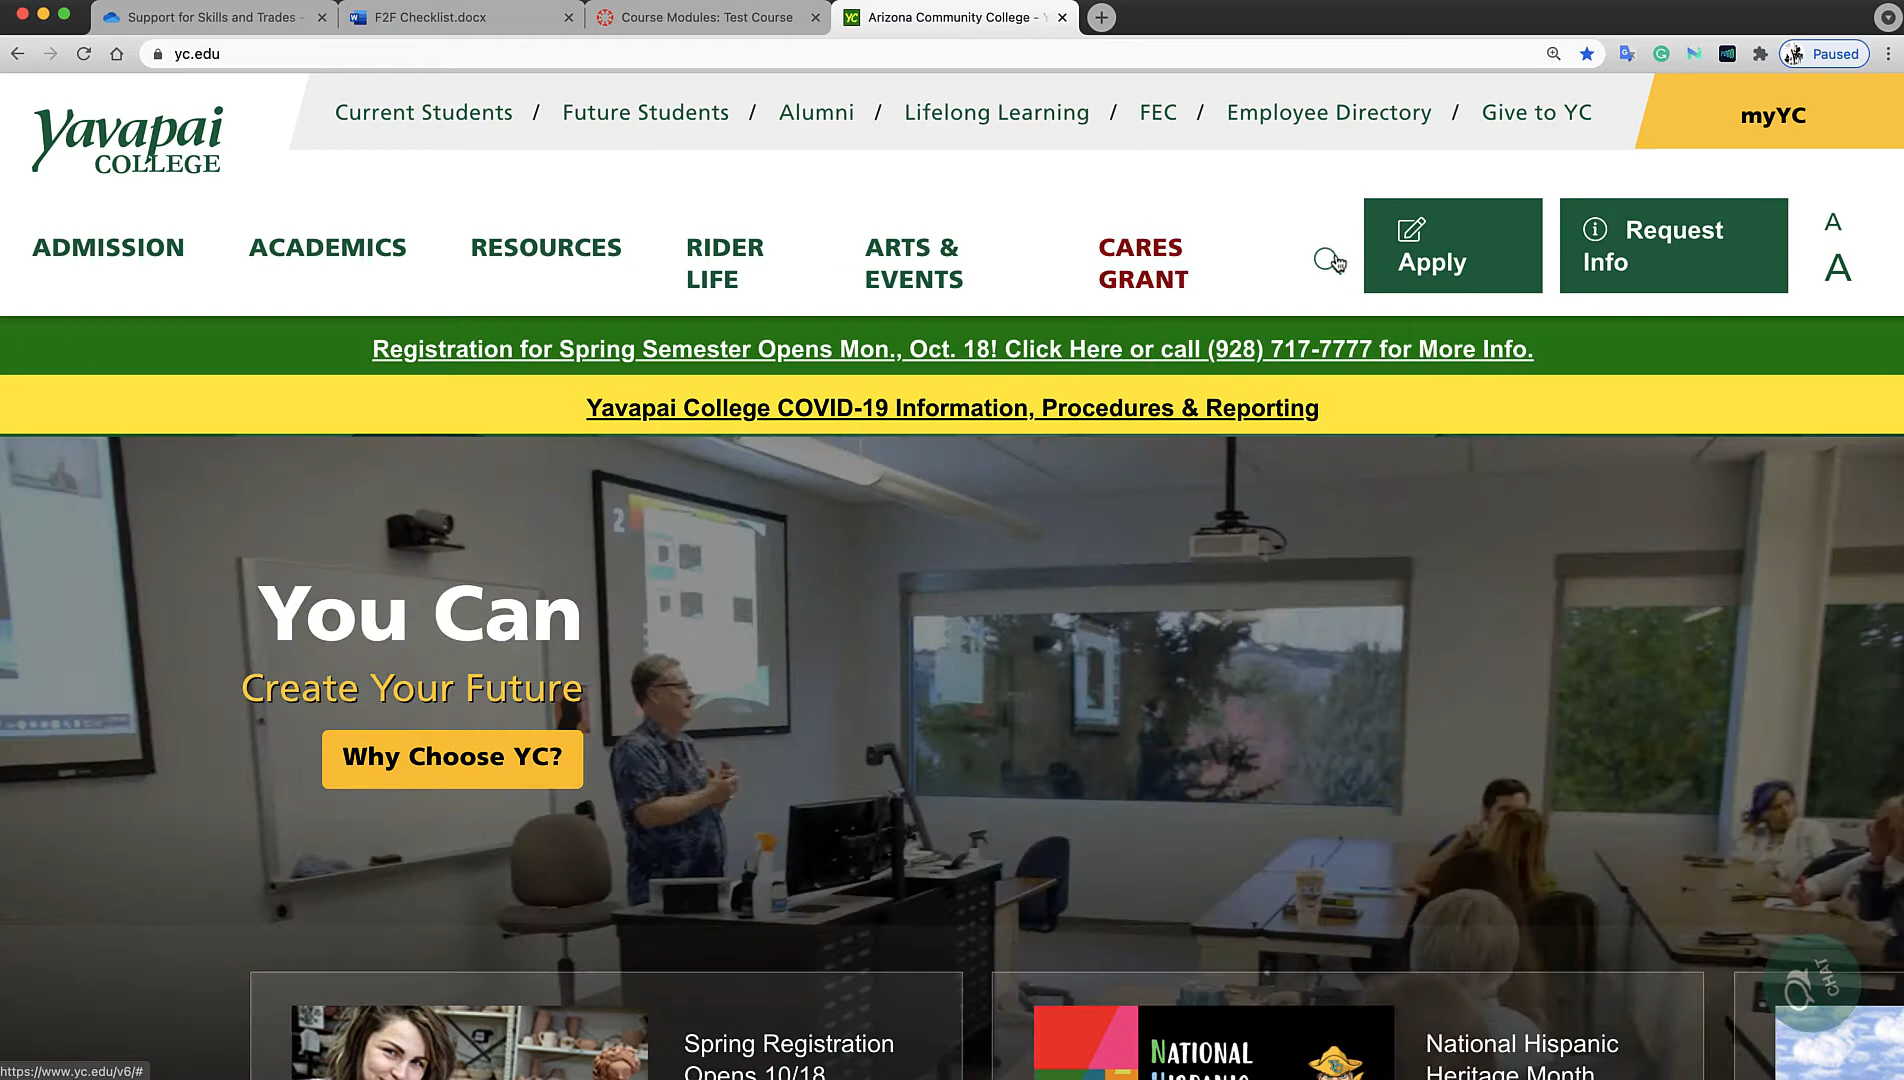 Support for Skills and Trades -
F2F Checklist.docx
Course Modules: Test Course
YC
Arizona Community College -
yc.edu
Paused
Yavapai
COLLEGE
Current Students / Future Students / Alumni / Lifelong Learning / FEC / Employee Directory / Give to YC
myYC
ADMISSION
ACADEMICS
RESOURCES
RIDER
LIFE
ARTS &
EVENTS
CARES
GRANT
Apply
Request
Info
A
A
Registration for Spring Semester Opens Mon., Oct. 18! Click Here or call (928) 717-7777 for More Info.
Yavapai College COVID-19 Information, Procedures & Reporting
2
You Can
Create Your Future
Why Choose YC?
CHAT
Spring Registration
Opens 10/18
NATIONAL
HISPANIC
National Hispanic
Heritage Month
https://www.yc.edu/v6/#